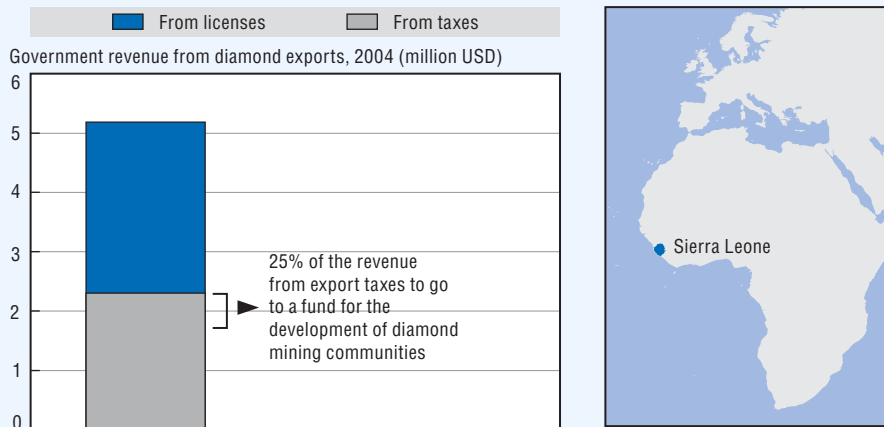 From licenses From taxes
Government revenue from diamond exports, 2004 (million USD)
6
5
4
3
2
1
0
25% of the revenue
from export taxes to go
to a fund for the
development of diamond
mining communities
Sierra Leone